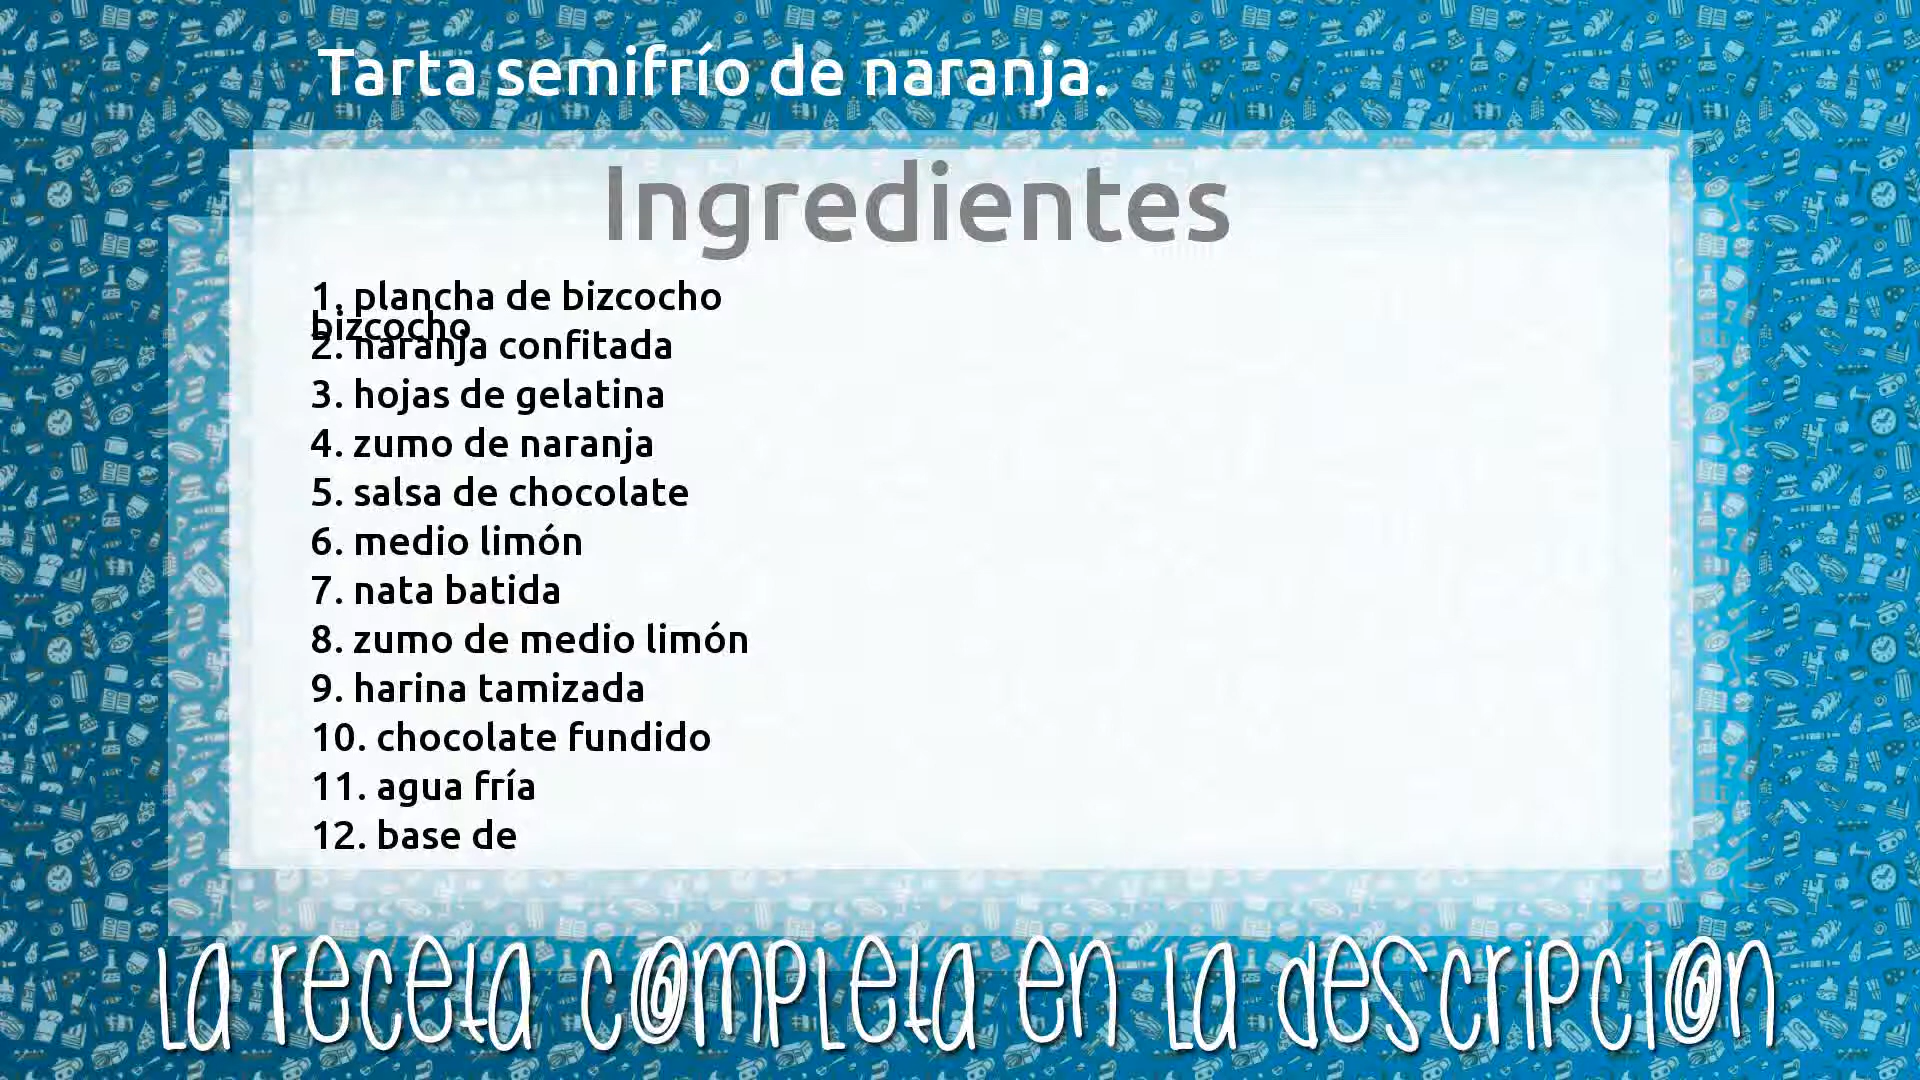 Tarta semifrío de naranja.
Ingredientes
1. plancha de bizcocho
bizcocho
2. naranja confitada
3. hojas de gelatina
4. zumo de naranja
5. salsa de chocolate
6. medio limón
7. nata batida
8. zumo de medio limón
9. harina tamizada
10. chocolate fundido
11. agua fría
12. base de
La receta c@mpleta en la descripci@n